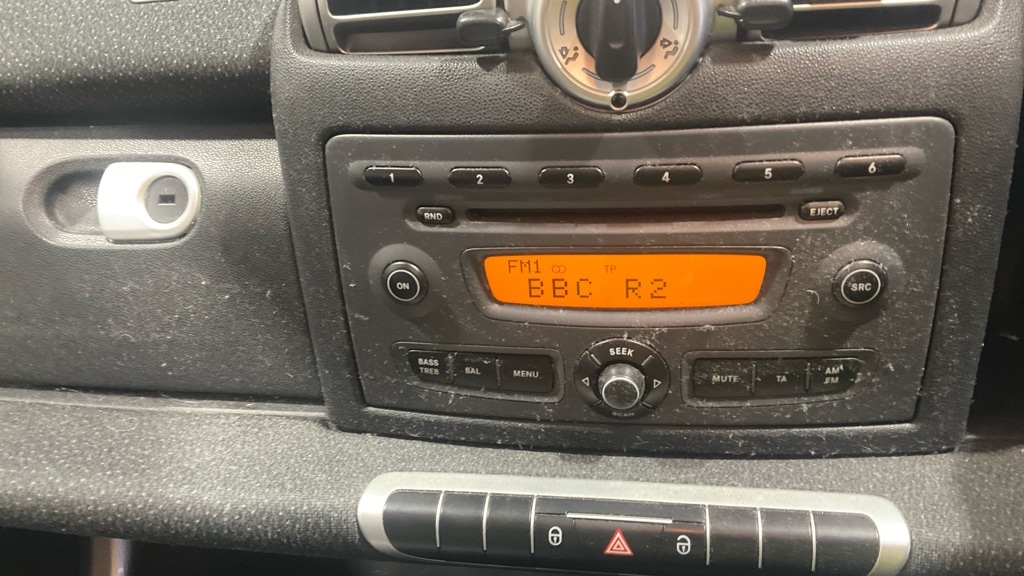 1 2 3 4 5 6
RND EJECT
FM1 TP
BBC R2
ON SRC
SEEK
BASS TREB BAL MENU MUTE TA AM FM